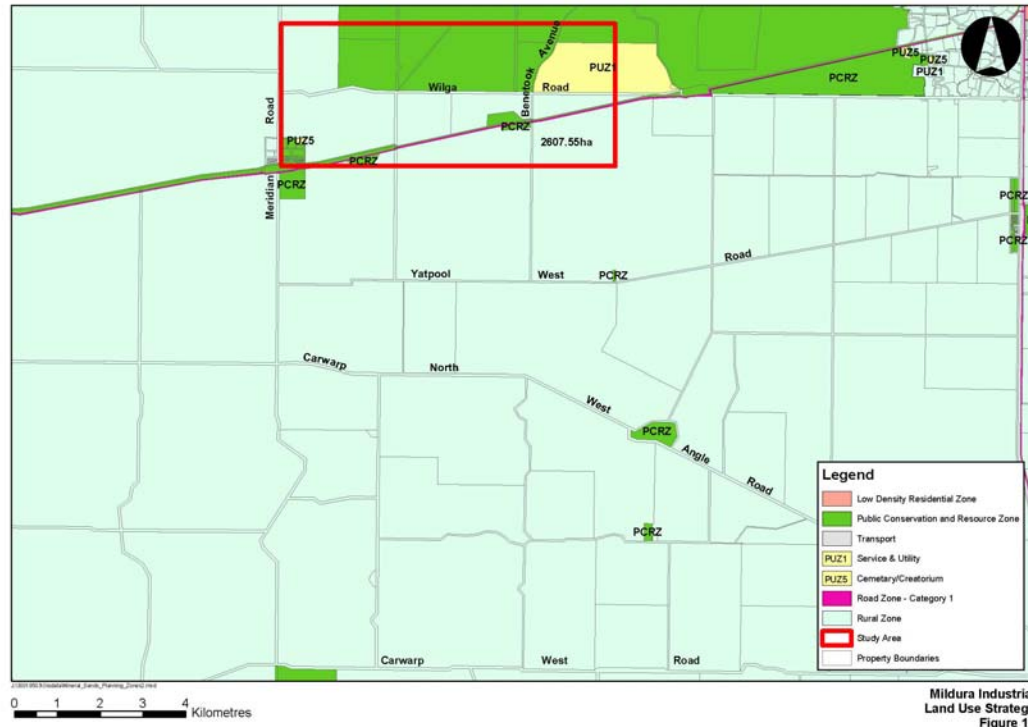 Avenue
PUZ5
PUZ5
PUZ1
PUZ1
PCRZ
Wilga
Benetook
Road
Road
PCRZ
2607.55ha
PUZ5
PCRZ
PCRZ
Meridian
PCRZ
PCRZ
Road
Yatpool
West
PCRZ
Carwarp
North
West
PCRZ
Angle
Road
PCRZ
Carwarp
West
Road
Legend
Low Density Residential Zone
Public Conservation and Resource Zone
Transport
PUZ1 Service & Utility
PUZ5 Cemetary/Creatorium
Road Zone - Category 1
Rural Zone
Study Area
Property Boundaries
0 1 2 3 4
Kilometres
Mildura Industria
Land Use Strateg
Figure 1